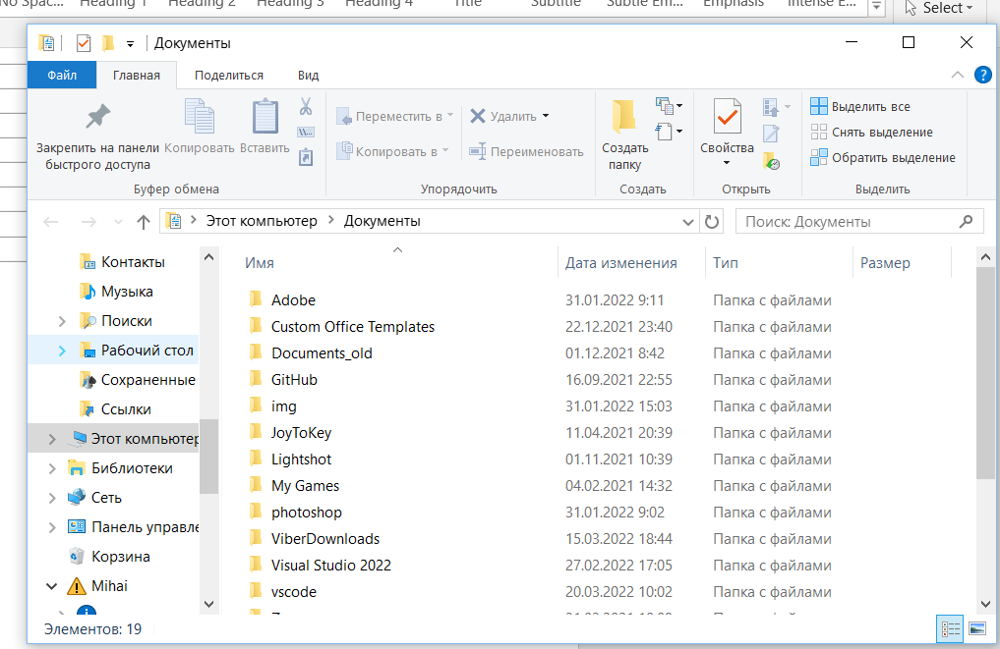 No Spac... Heading 1 Heading 2 Heading 3 Heading 4 Title Subtitle Subtle Em... Emphasis Intense E... Select
Документы
Файл Главная Поделиться Вид
Закрепить на панели быстрого доступа Копировать Вставить
Переместить в Удалить
Копировать в Переименовать
Создать папку
Свойства
Выделить все
Снять выделение
Обратить выделение
Буфер обмена Упорядочить Создать Открыть Выделить
Этот компьютер Документы Поиск: Документы
Контакты
Музыка
Поиски
Рабочий стол
Сохраненные
Ссылки
Этот компьютер
Библиотеки
Сеть
Панель управле
Корзина
Mihai
Имя Дата изменения Тип Размер
Adobe 31.01.2022 9:11 Папка с файлами
Custom Office Templates 22.12.2021 23:40 Папка с файлами
Documents_old 01.12.2021 8:42 Папка с файлами
GitHub 16.09.2021 22:55 Папка с файлами
img 31.01.2022 15:03 Папка с файлами
JoyToKey 11.04.2021 20:39 Папка с файлами
Lightshot 01.11.2021 10:39 Папка с файлами
My Games 04.02.2021 14:32 Папка с файлами
photoshop 31.01.2022 9:02 Папка с файлами
ViberDownloads 15.03.2022 18:44 Папка с файлами
Visual Studio 2022 27.02.2022 17:05 Папка с файлами
vscode 20.03.2022 10:02 Папка с файлами
Элементов: 19